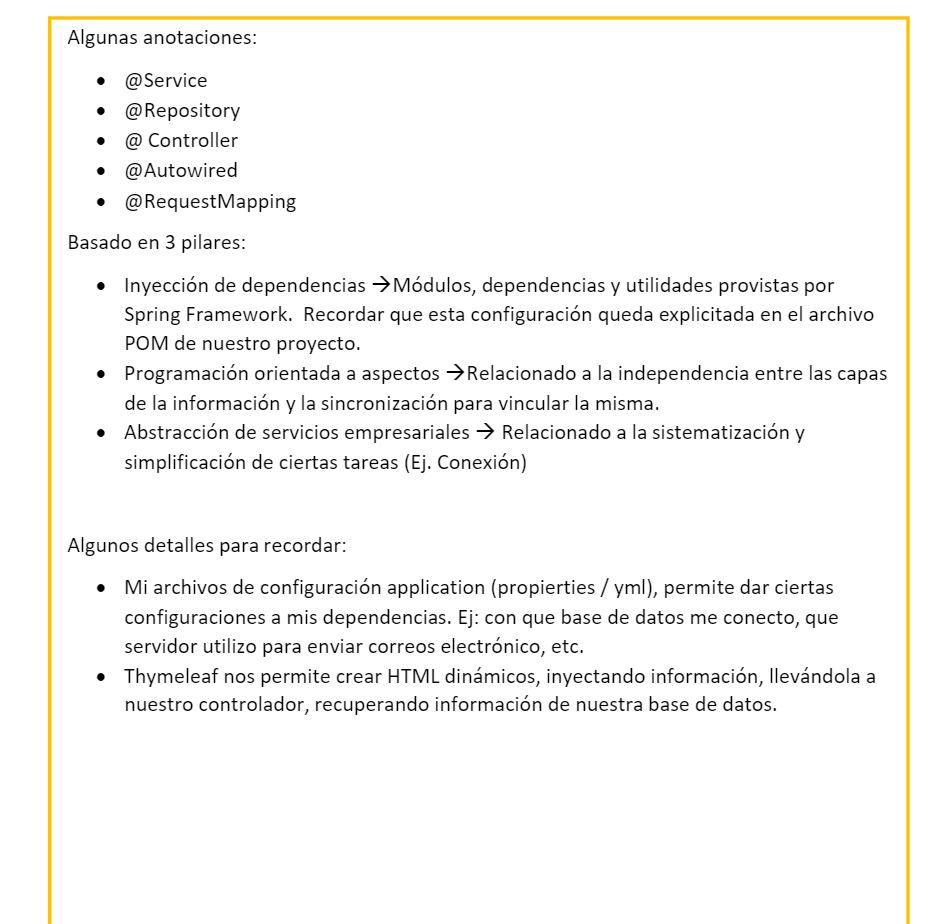 Algunas anotaciones:
• @Service
• @Repository
• @ Controller
• @Autowired
• @RequestMapping
Basado en 3 pilares:
• Inyección de dependencias →Módulos, dependencias y utilidades provistas por
Spring Framework.  Recordar que esta configuración queda explicitada en el archivo
POM de nuestro proyecto.
• Programación orientada a aspectos →Relacionado a la independencia entre las capas
de la información y la sincronización para vincular la misma.
• Abstracción de servicios empresariales → Relacionado a la sistematización y
simplificación de ciertas tareas (Ej. Conexión)
Algunos detalles para recordar:
• Mi archivos de configuración application (propierties / yml), permite dar ciertas
configuraciones a mis dependencias. Ej: con que base de datos me conecto, que
servidor utilizo para enviar correos electrónico, etc.
• Thymeleaf nos permite crear HTML dinámicos, inyectando información, llevándola a
nuestro controlador, recuperando información de nuestra base de datos.